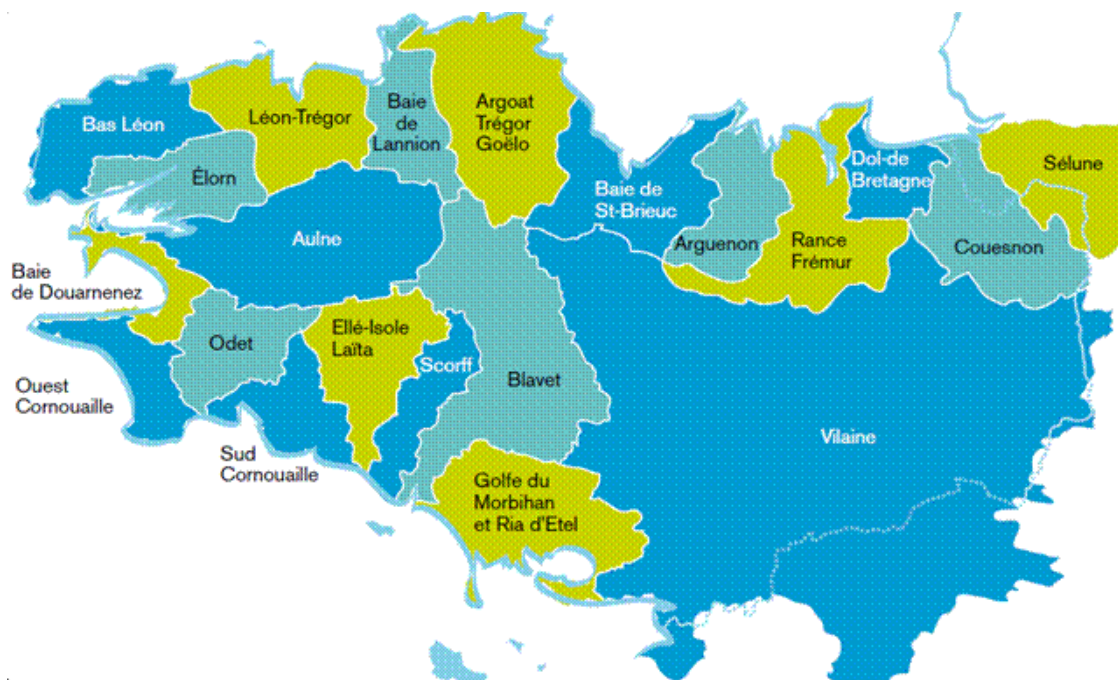 Bas Léon
Léon-Trégor
Baie
de
Lannion
Argoat
Trégor
Goëlo
Élorn
Baie de
St-Brieuc
Arguenon
Rance
Frémur
Dol-de
Bretagne
Sélune
Couesnon
Aulne
Baie
de Douarnenez
Odet
Ellé-Isole
Laïta
Scorff
Blavet
Ouest
Cornouaille
Sud
Cornouaille
Vilaine
Golfe du
Morbihan
et Ria d'Etel